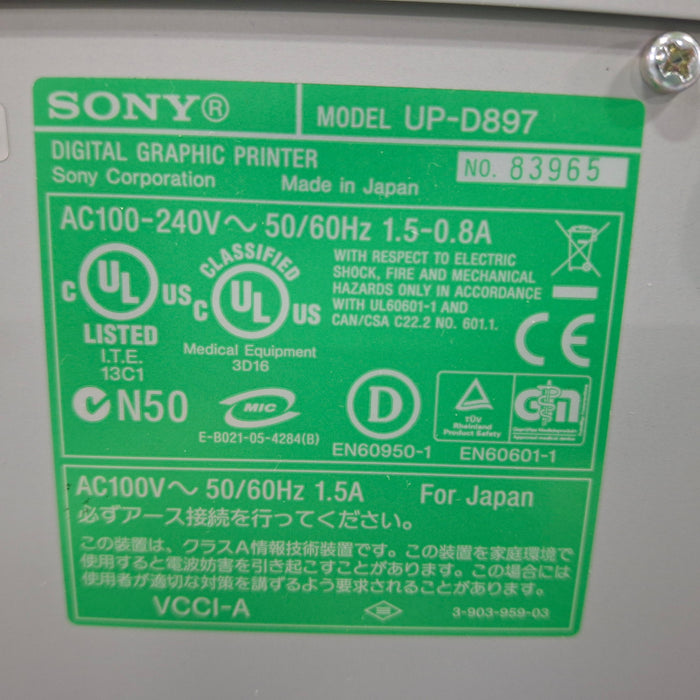 SONY®
MODEL UP-D897
DIGITAL GRAPHIC PRINTER
NO. 83965
Sony Corporation Made in Japan
AC100-240V～ 50/60Hz 1.5-0.8A
C UL US
LISTED
I.T.E.
13C1
CLASSIFIED
C UL US
Medical Equipment
3D16
WITH RESPECT TO ELECTRIC
SHOCK, FIRE AND MECHANICAL
HAZARDS ONLY IN ACCORDANCE
WITH UL60601-1 AND
CAN/CSA C22.2 NO. 601.1.
CE
N50
MIC
E-B021-05-4284(B)
D
EN60950-1
TÜV
Rheinland
Product Safety
GM
Geprüftes Medizinprodukt
Approved medical device
EN60601-1
AC100V～ 50/60Hz 1.5A For Japan
必ずアース接続を行ってください。
この装置は、クラスA情報技術装置です。この装置を家庭環境で
使用すると電波妨害を引き起こすことがあります。この場合には
使用者が適切な対策を講ずるよう要求されることがあります。
VCCI-A
3-903-959-03